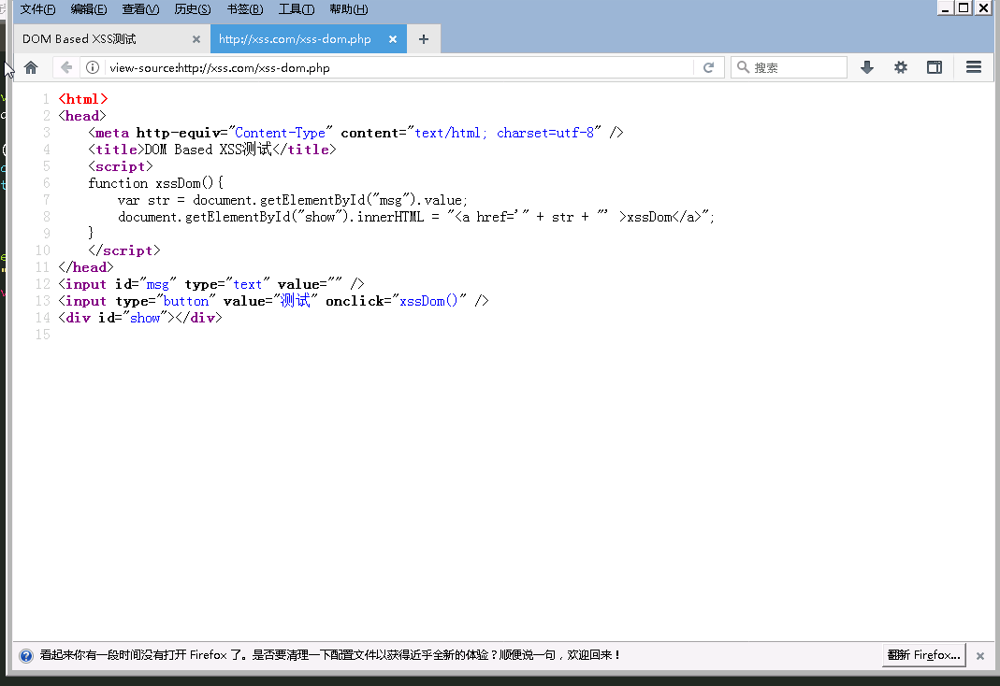 文件(F) 编辑(E) 查看(V) 历史(S) 书签(B) 工具(T) 帮助(H)
DOM Based XSS测试 × http://xss.com/xss-dom.php × +
view-source:http://xss.com/xss-dom.php 搜索
1 <html>
2 <head>
3 <meta http-equiv="Content-Type" content="text/html; charset=utf-8" />
4 <title>DOM Based XSS测试</title>
5 <script>
6 function xssDom(){
7 var str = document.getElementById("msg").value;
8 document.getElementById("show").innerHTML = "<a href='" + str + "' >xssDom</a>";
9 }
10 </script>
11 </head>
12 <input id="msg" type="text" value="" />
13 <input type="button" value="测试" onclick="xssDom()" />
14 <div id="show"></div>
15
看起来你有一段时间没有打开 Firefox 了。是否要清理一下配置文件以获得近乎全新的体验？顺便说一句，欢迎回来！ 翻新 Firefox... ×